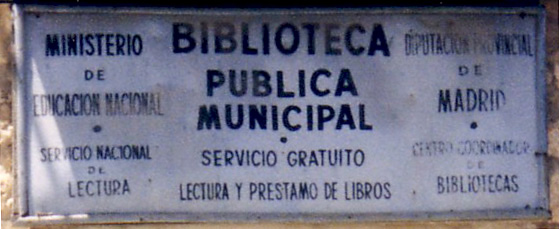 MINISTERIO
DE
EDUCACION NACIONAL
SERVICIO NACIONAL
DE
LECTURA
BIBLIOTECA
PUBLICA
MUNICIPAL
SERVICIO GRATUITO
LECTURA Y PRESTAMO DE LIBROS
DIPUTACION PROVINCIAL
DE
MADRID
CENTRO COORDINADOR
DE
BIBLIOTECAS